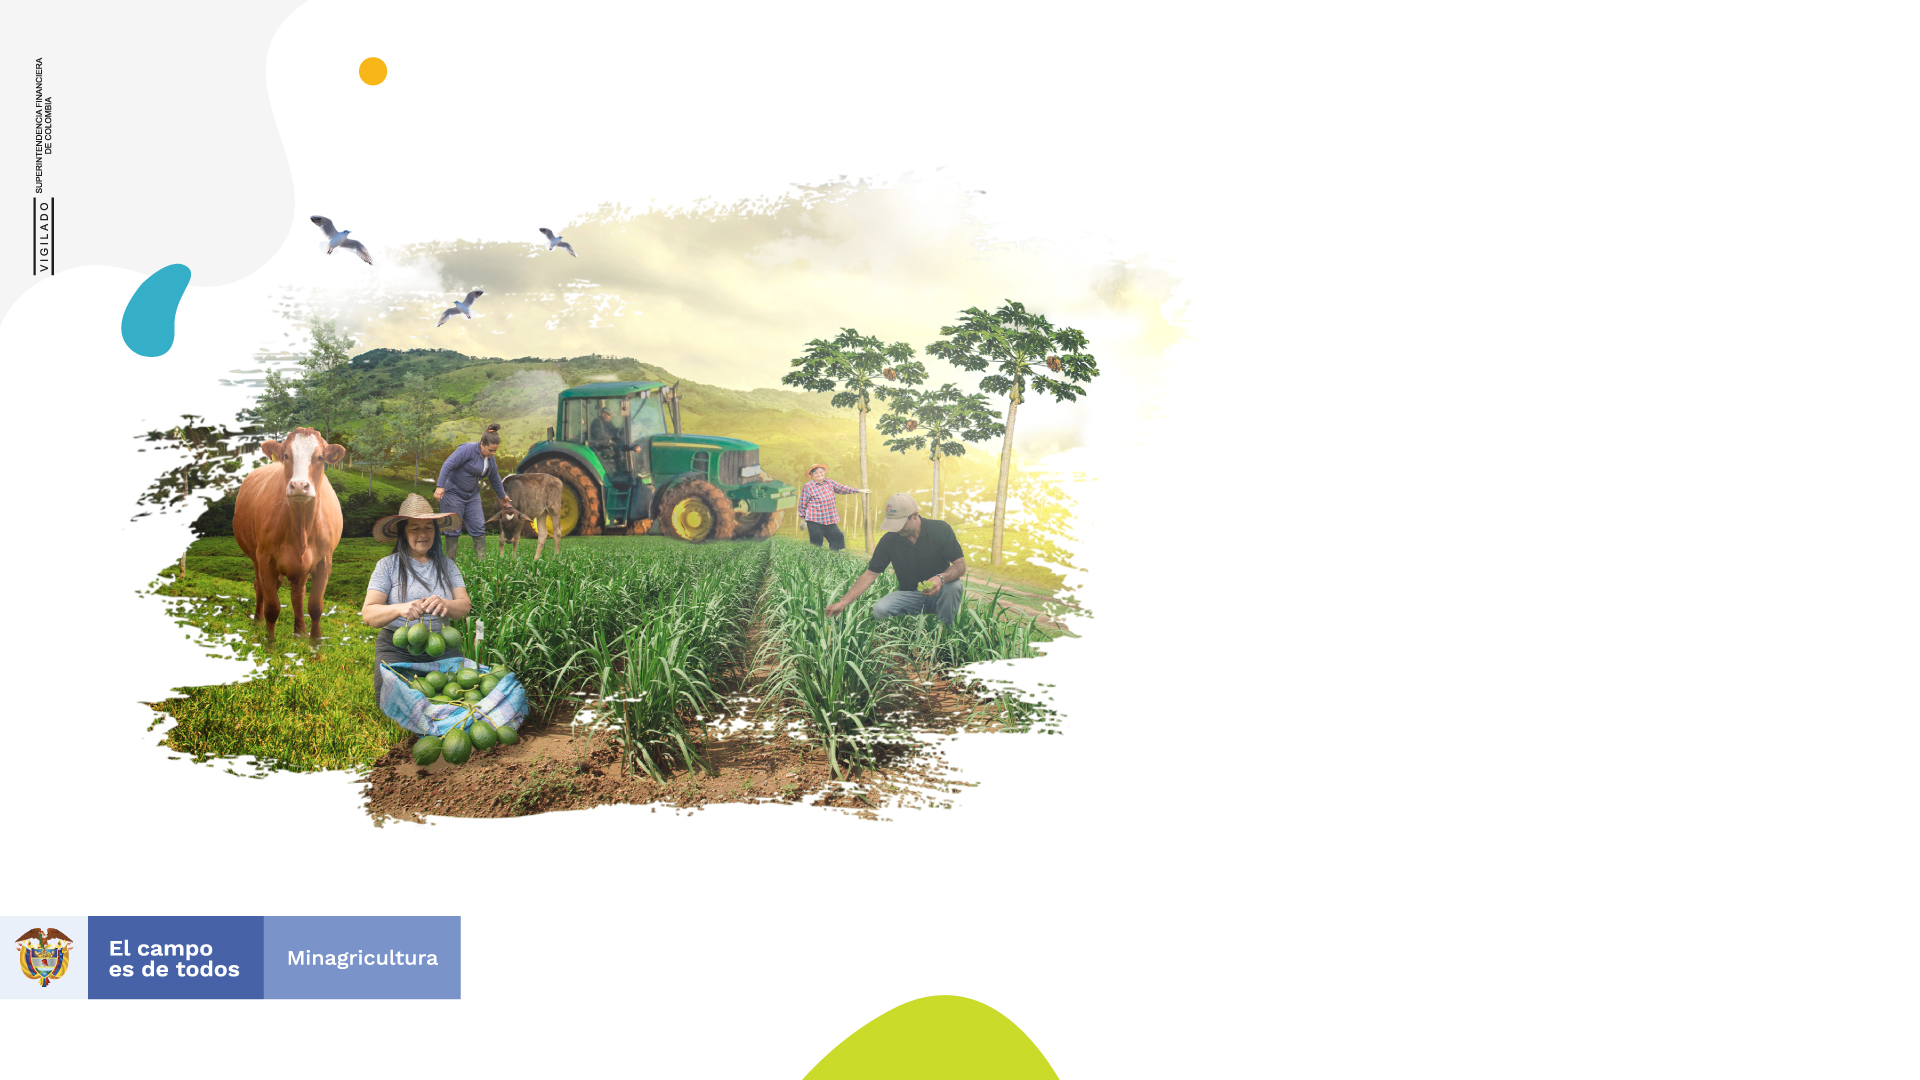 VIGILADO
SUPERINTENDENCIA FINANCIERA
DE COLOMBIA
El campo
es de todos
Minagricultura